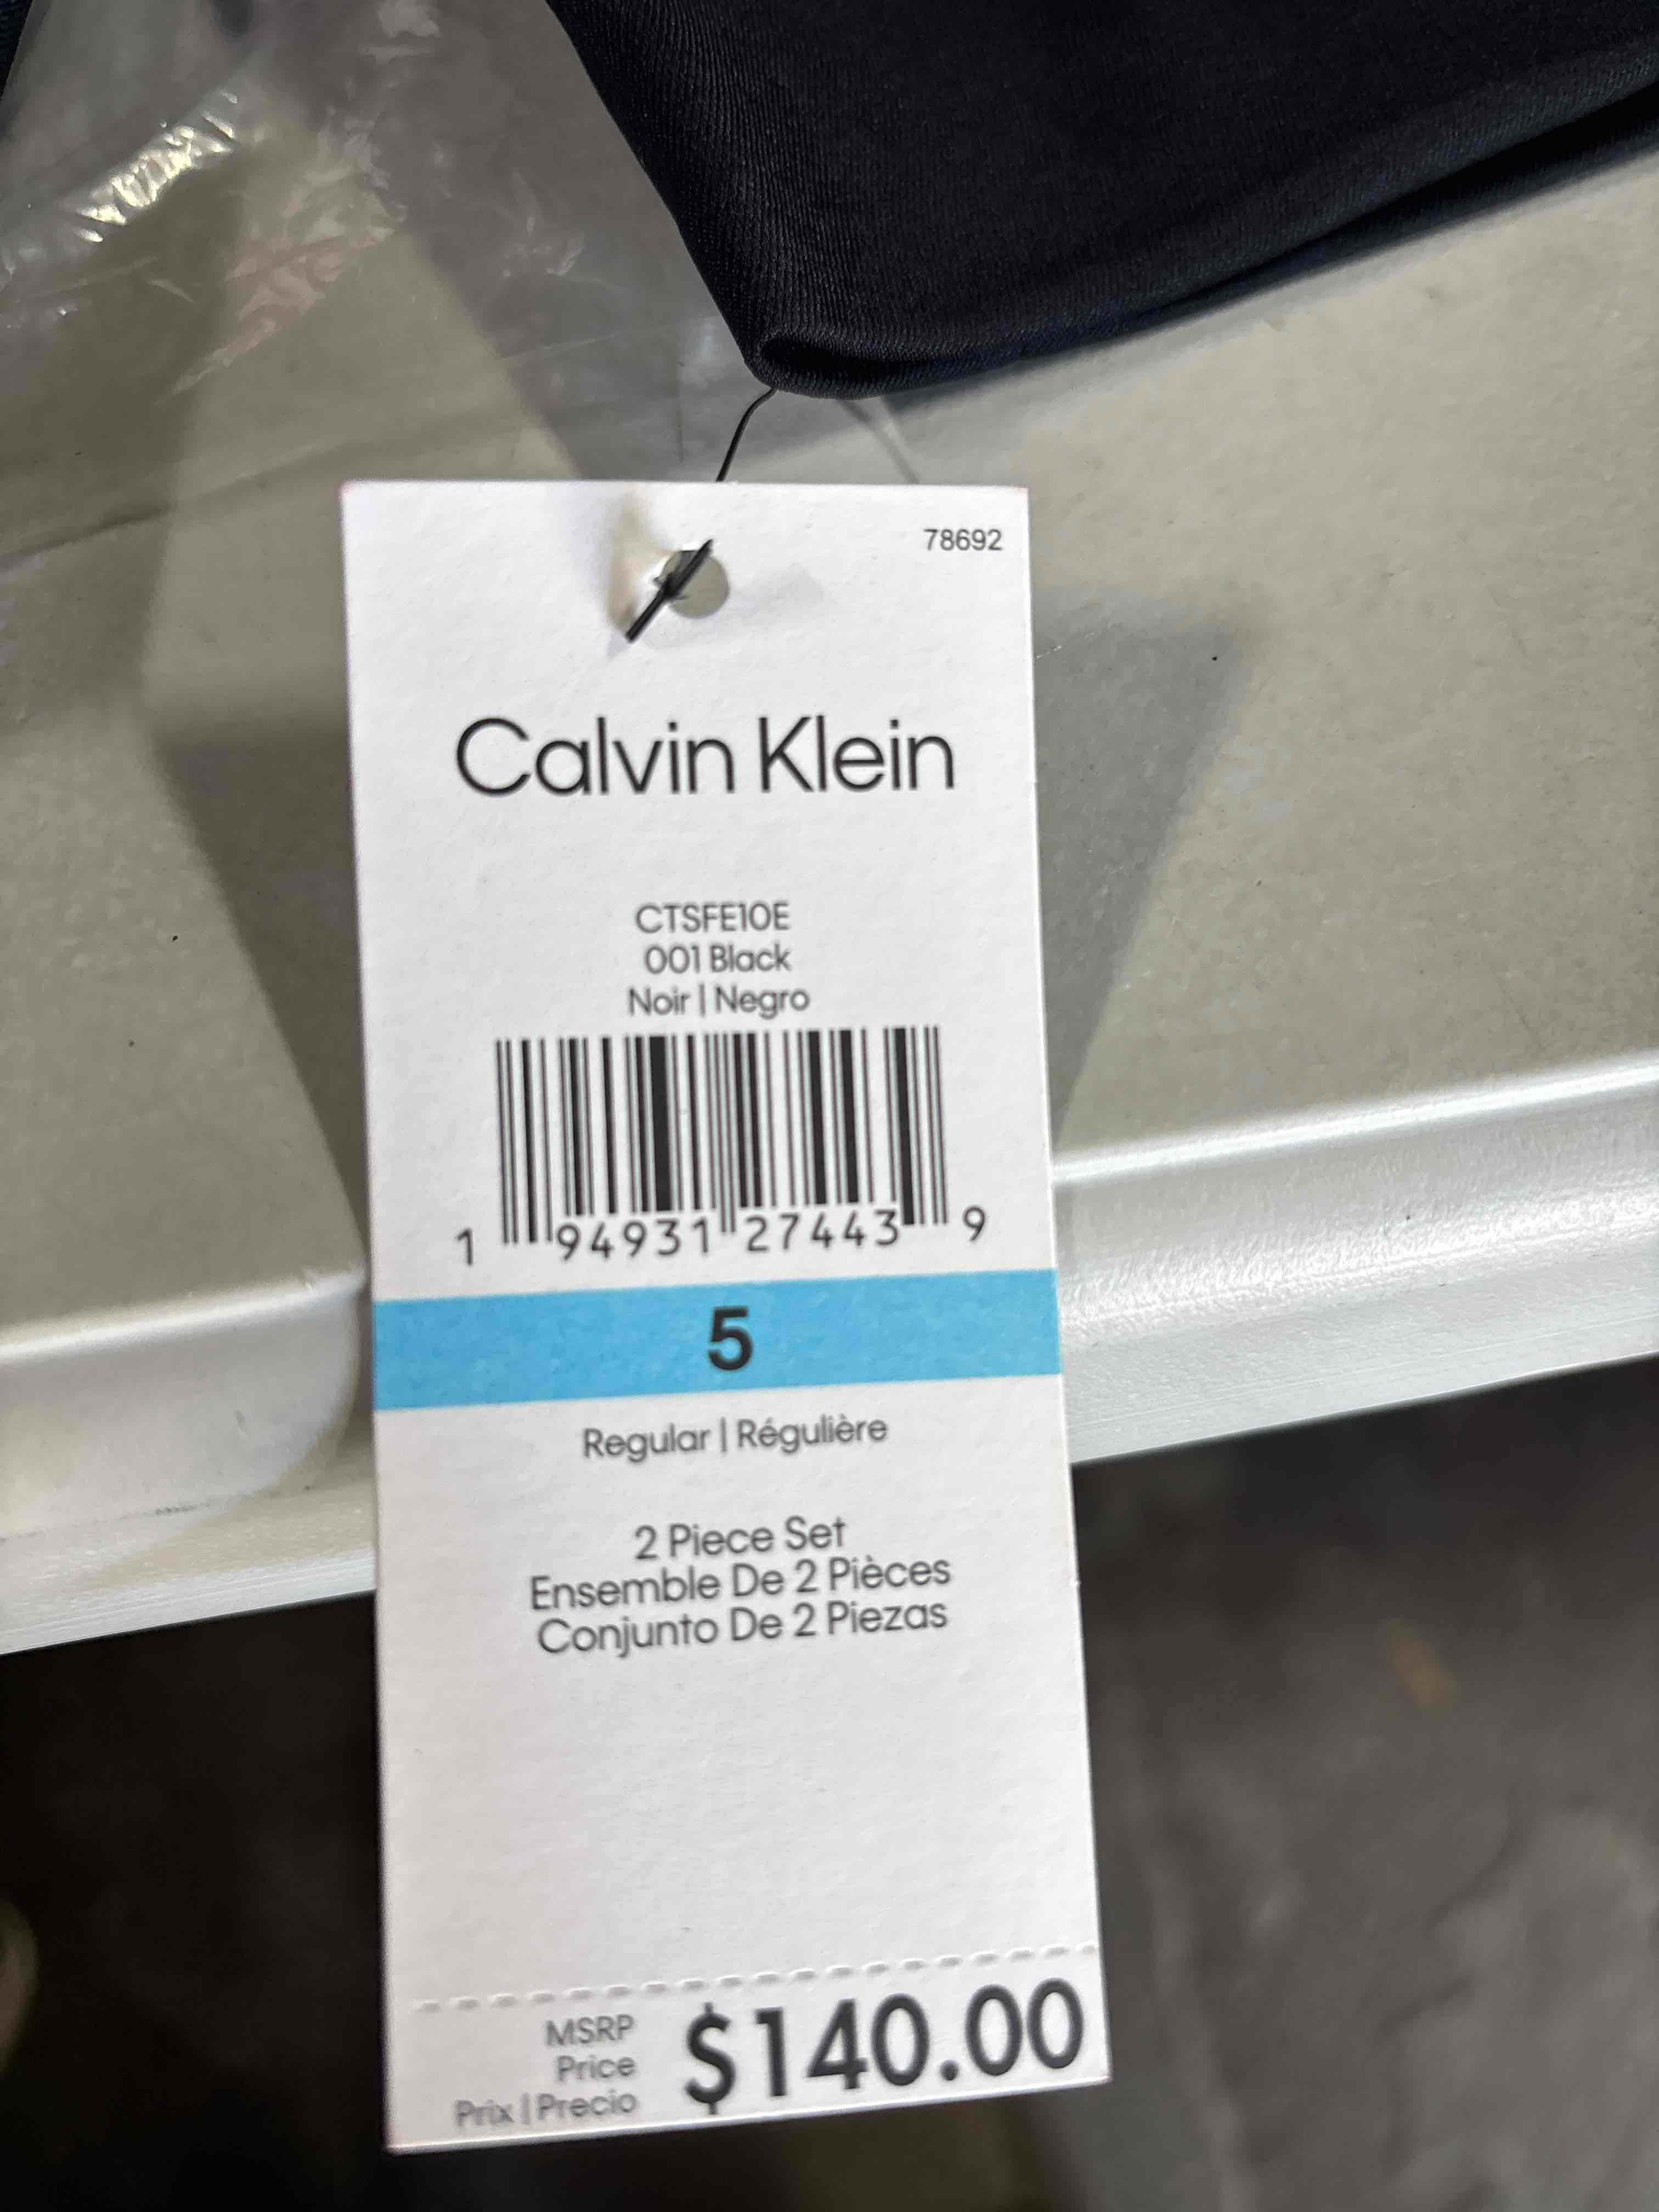 78692
Calvin Klein
CTSFE10E
001 Black
Noir | Negro
1 94931 27443 9
5
Regular | Régulière
2 Piece Set
Ensemble De 2 Pièces
Conjunto De 2 Piezas
MSRP
Price
Prix | Precio
$140.00